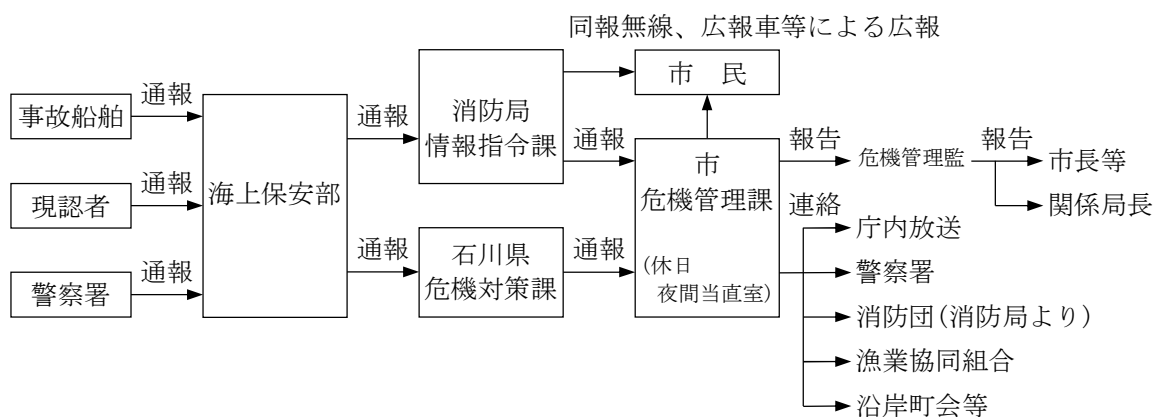 同報無線、広報車等による広報
市　民
通報
事故船舶
通報
現認者
通報
警察署
海上保安部
通報
消防局
情報指令課
通報
石川県
危機対策課
通報
通報
市
危機管理課
(休日
夜間当直室)
報告
危機管理監
報告
市長等
関係局長
連絡
庁内放送
警察署
消防団(消防局より)
漁業協同組合
沿岸町会等